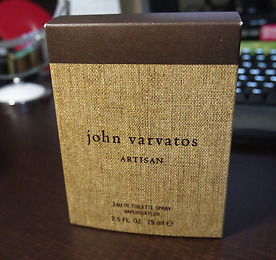 john varvatos
ARTISAN
EAU DE TOILETTE SPRAY
VAPORISATEUR
2.5 FL. OZ. 75 ml ℮